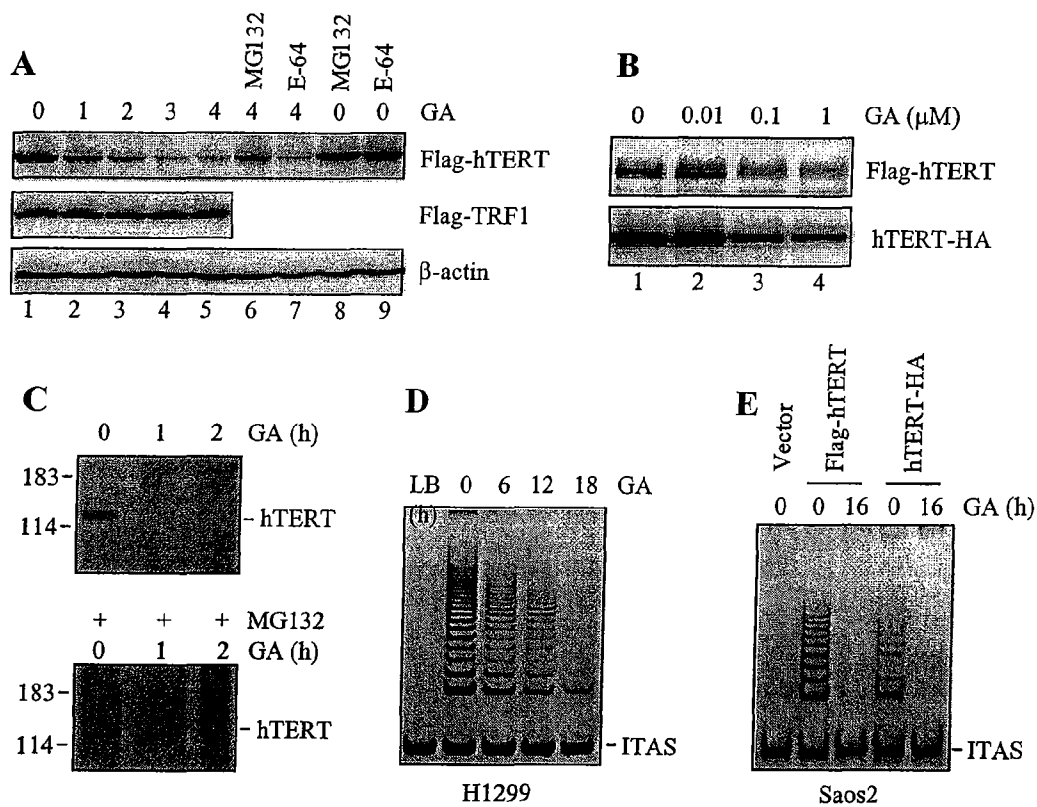 A
MG132 E-64 MG132 E-64
0 1 2 3 4 4 4 0 0 GA
Flag-hTERT
Flag-TRF1
β-actin
1 2 3 4 5 6 7 8 9
B
0 0.01 0.1 1 GA (μM)
Flag-hTERT
hTERT-HA
1 2 3 4
C
0 1 2 GA (h)
183-
114-
- hTERT
+ + + MG132
0 1 2 GA (h)
183-
114-
- hTERT
D
LB 0 6 12 18 GA
(h)
- ITAS
H1299
E
Vector Flag-hTERT hTERT-HA
0 0 16 0 16 GA (h)
- ITAS
Saos2